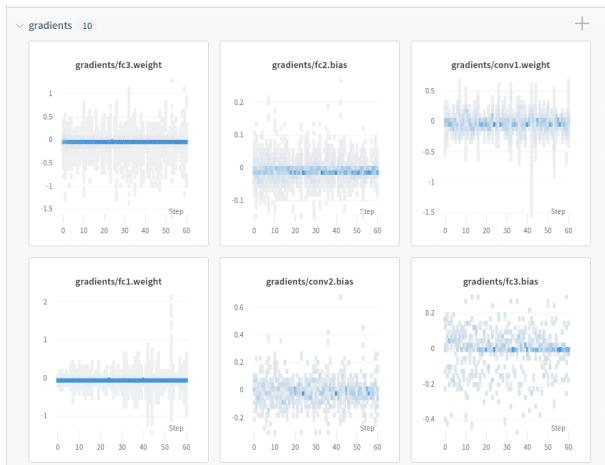 gradients 10
gradients/fc3.weight
1
0.5
0
-0.5
-1
-1.5
Step
0 10 20 30 40 50 60
gradients/fc2.bias
0.2
0.1
0
-0.1
Step
0 10 20 30 40 50 60
gradients/conv1.weight
0.5
0
-0.5
-1
-1.5
Step
0 10 20 30 40 50 60
gradients/fc1.weight
2
1
0
-1
Step
0 10 20 30 40 50 60
gradients/conv2.bias
0.6
0.4
0.2
0
-0.2
Step
0 10 20 30 40 50 60
gradients/fc3.bias
0.2
0
-0.2
-0.4
Step
0 10 20 30 40 50 60